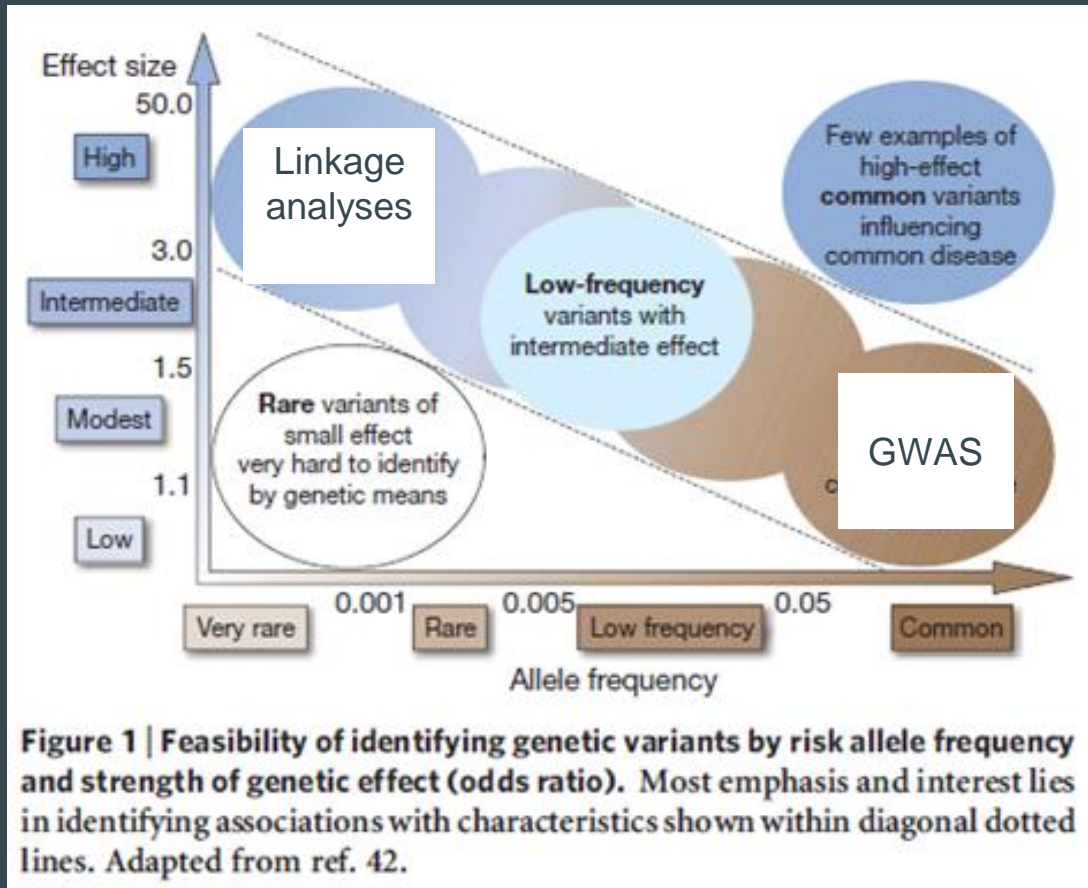 Effect size
50.0
High
3.0
Intermediate
1.5
Modest
1.1
Low
Linkage
analyses
Few examples of
high-effect
common variants
influencing
common disease
Low-frequency
variants with
intermediate effect
Rare variants of
small effect
very hard to identify
by genetic means
GWAS
0.001
0.005
0.05
Very rare
Rare
Low frequency
Common
Allele frequency
Figure 1 | Feasibility of identifying genetic variants by risk allele frequency
and strength of genetic effect (odds ratio). Most emphasis and interest lies
in identifying associations with characteristics shown within diagonal dotted
lines. Adapted from ref. 42.